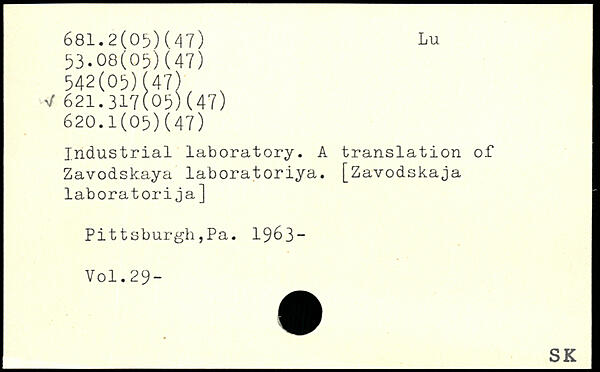 681.2(05)(47) Lu
53.08(05)(47)
542(05)(47)
√ 621.317(05)(47)
620.1(05)(47)
Industrial laboratory. A translation of
Zavodskaya laboratoriya. [Zavodskaja
laboratorija]
Pittsburgh,Pa. 1963-
Vol.29-
SK